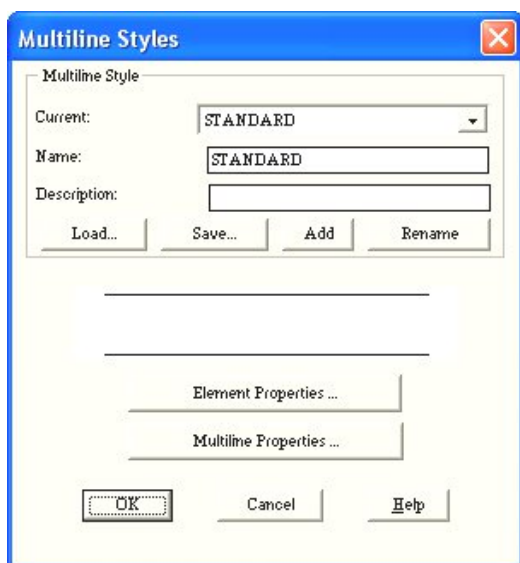 Multiline Styles
Multiline Style
Current: STANDARD
Name: STANDARD
Description:
Load... Save... Add Rename
Element Properties ...
Multiline Properties ...
OK Cancel Help